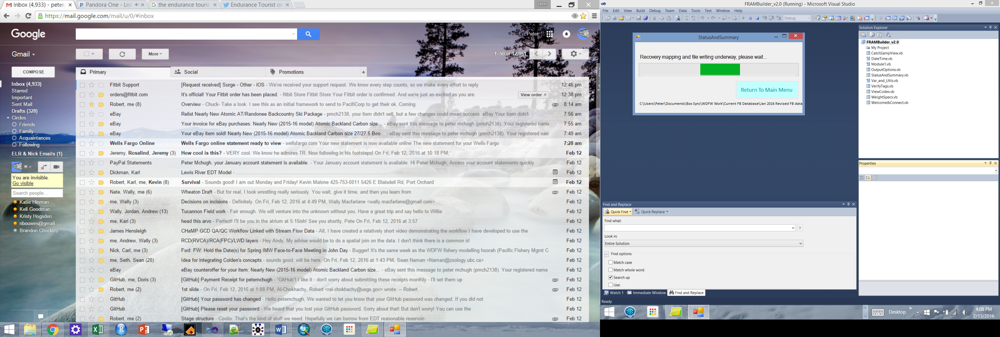 Inbox (4,933) - peter.
Pandora One - List
the endurance tourist
Endurance Tourist on
Peter
https://mail.google.com/mail/u/0/#inbox
Google
Peter
Gmail
More
1–50 of 12,951
COMPOSE
Primary
Social
Promotions
Inbox (4,933)
Starred
Important
Sent Mail
Drafts (328)
Circles
Friends
Family
Acquaintances
Following
ELR & Nick Emails (1)
You are invisible.
Go visible
Search people...
Katie Hinman
Keli Goodman
Kristy Hogsden
nbouwes@gmail....
Brandon Chockley
Fitbit Support [Request received] Surge - Other - iOS - We've received your support request. We know every step counts, so we make every effort to reply 12:46 pm
orders@fitbit.com It's official! Your Fitbit order has been placed. - fitbit Store Fitbit Store Your Fitbit order is confirmed. And we're just as excited as you are. View order 12:38 pm
Robert, me (8) Overview - Chuck- Take a look. I see this as an initial framework to send to PacifiCorp to get their ok. Coming 8:14 am
eBay Relist Nearly New Atomic AT/Randonee Backcountry Ski Package - pmch2138, your item didn't sell, but a few changes could mean success. eBay Your item didn't 7:56 am
eBay Your invoice for eBay purchases: Nearly New (2015-16 model) Atomic Backland Carbon size... - eBay sent this message to peter mchugh (pmch2138). Your registered name 7:55 am
eBay Your eBay item sold! Nearly New (2015-16 model) Atomic Backland Carbon size 27/27.5 Boo... - eBay sent this message to peter mchugh (pmch2138). Your registered nam 7:49 am
Wells Fargo Online Wells Fargo online statement ready to view - wellsfargo.com Your new statement is now available online The new statement for your Wells Fargo 7:28 am
Jeremy, Rosalind, Jeremy (3) How cool is this? - VERY cool. We know he admires TR. Now following in his footsteps! On Fri, Feb 12, 2016 at 10:18 PM, Feb 12
PayPal Statements Peter Mchugh, your January account statement is available. - Your January account statement is available. Hi Peter Mchugh, Access your account statements quickly Feb 12
Dickman, Karl Lewis River EDT Model - Feb 12
Robert, Karl, me, Kevin (8) Survival - Sounds good! I am out Monday and Friday! Kevin Malone 425-753-0011 5426 E Blaisdell Rd, Port Orchard Feb 12
Nate, Wally, me (6) Wheaton Draft - But for real, I took wrestling really seriously. You wait, give it time, and then you learn from Feb 12
me, Wally (3) Decisions on incisions - Definitely. On Fri, Feb 12, 2016 at 4:49 PM, Wally Macfarlane <wally.macfarlane@gmail.com> Feb 12
Wally, Jordan, Andrew (13) Tucannon Field work - Fair enough. We will venture into the unknown without you. Have a great trip and say hello to Willie Feb 12
me, Kari (3) head this arvo - Perfect! I'll be you in the atrium at 5:15ish! See you shortly, Pete On Fri, Feb 12, 2016 at 3:57 Feb 12
James Hensleigh CHaMP GCD QA/QC Workflow Linked with Stream Flow Data - All, I have created a relatively short video demonstrating the workflow I have developed to use the Feb 12
me, Andrew, Wally (3) RCD(RVCA)/RCA(FPC)/LWD layers - Hey Andy, My advise would be to do a spatial join on the data. I don't think there is a common id Feb 12
Nick, Carl, me (3) Fwd: FW: Hold the Date(s) for Spring IMW Face-to-Face Meeting in John Day - Bugger! It's the same week as the WDFW fishery modelling hoorah (Pacific Fishery Mgmt C Feb 12
me, Seth, Sean (20) Idea for integrating Colden's concepts - sounds good. will be here. On Fri, Feb 12, 2016 at 1:43 PM, Sean Naman <Naman@zoology.ubc.ca> Feb 12
eBay eBay counteroffer for your item: Nearly New (2015-16 model) Atomic Backland Carbon size... - eBay sent this message to peter mchugh (pmch2138). Your registered name Feb 12
GitHub, me, Doris (3) [GitHub] Payment Receipt for petemchugh - "GitHub"! I like it - don't worry about submitting these receipts monthly - I'll set them up Feb 12
Robert, me (2) 1st slide - On Fri, Feb 12, 2016 at 1:08 PM, Al-Chokhachy, Robert <ral-chokhachy@usgs.gov> wrote: -- Robert Feb 12
GitHub [GitHub] Your password has changed - Hello petemchugh, We wanted to let you know that your GitHub password was changed. If you did not Feb 12
GitHub [GitHub] Please reset your password - We heard that you lost your GitHub password. Sorry about that! But don't worry! You can use the Feb 12
Robert, me (2) Stage structure - Coolio. That's the kind of stuff we need. Hopefully we can borrow from EDT reasonable reservoir- Feb 12
FRAMBuilder_v2.0 (Running) - Microsoft Visual Studio
File Edit View Build Debug Team Data Tools Test Window Help
Debug
StatusAndSummary
Recovery mapping and file writing underway, please wait...
Return To Main Menu
C:\Users\Peter\Documents\Box Sync\WDFW Work\Current FB Database\Jan 2016 Revised FB data
Solution Explorer
FRAMBuilder_v2.0
My Project
CatchSampView.vb
DateTime.vb
Module1.vb
OutputOptions.vb
StatusAndSummary.vb
Var_and_Utils.vb
VerifyTags.vb
ViewCodes.vb
WeightSpecs.vb
Welcome&Connect.vb
Properties
Find and Replace
Quick Find Quick Replace
Find what:
Look in:
Entire Solution
Find options
Match case
Match whole word
Search up
Use:
Watch 1 Immediate Window Find and Replace
Ready
Desktop
4:08 PM
2/13/2016